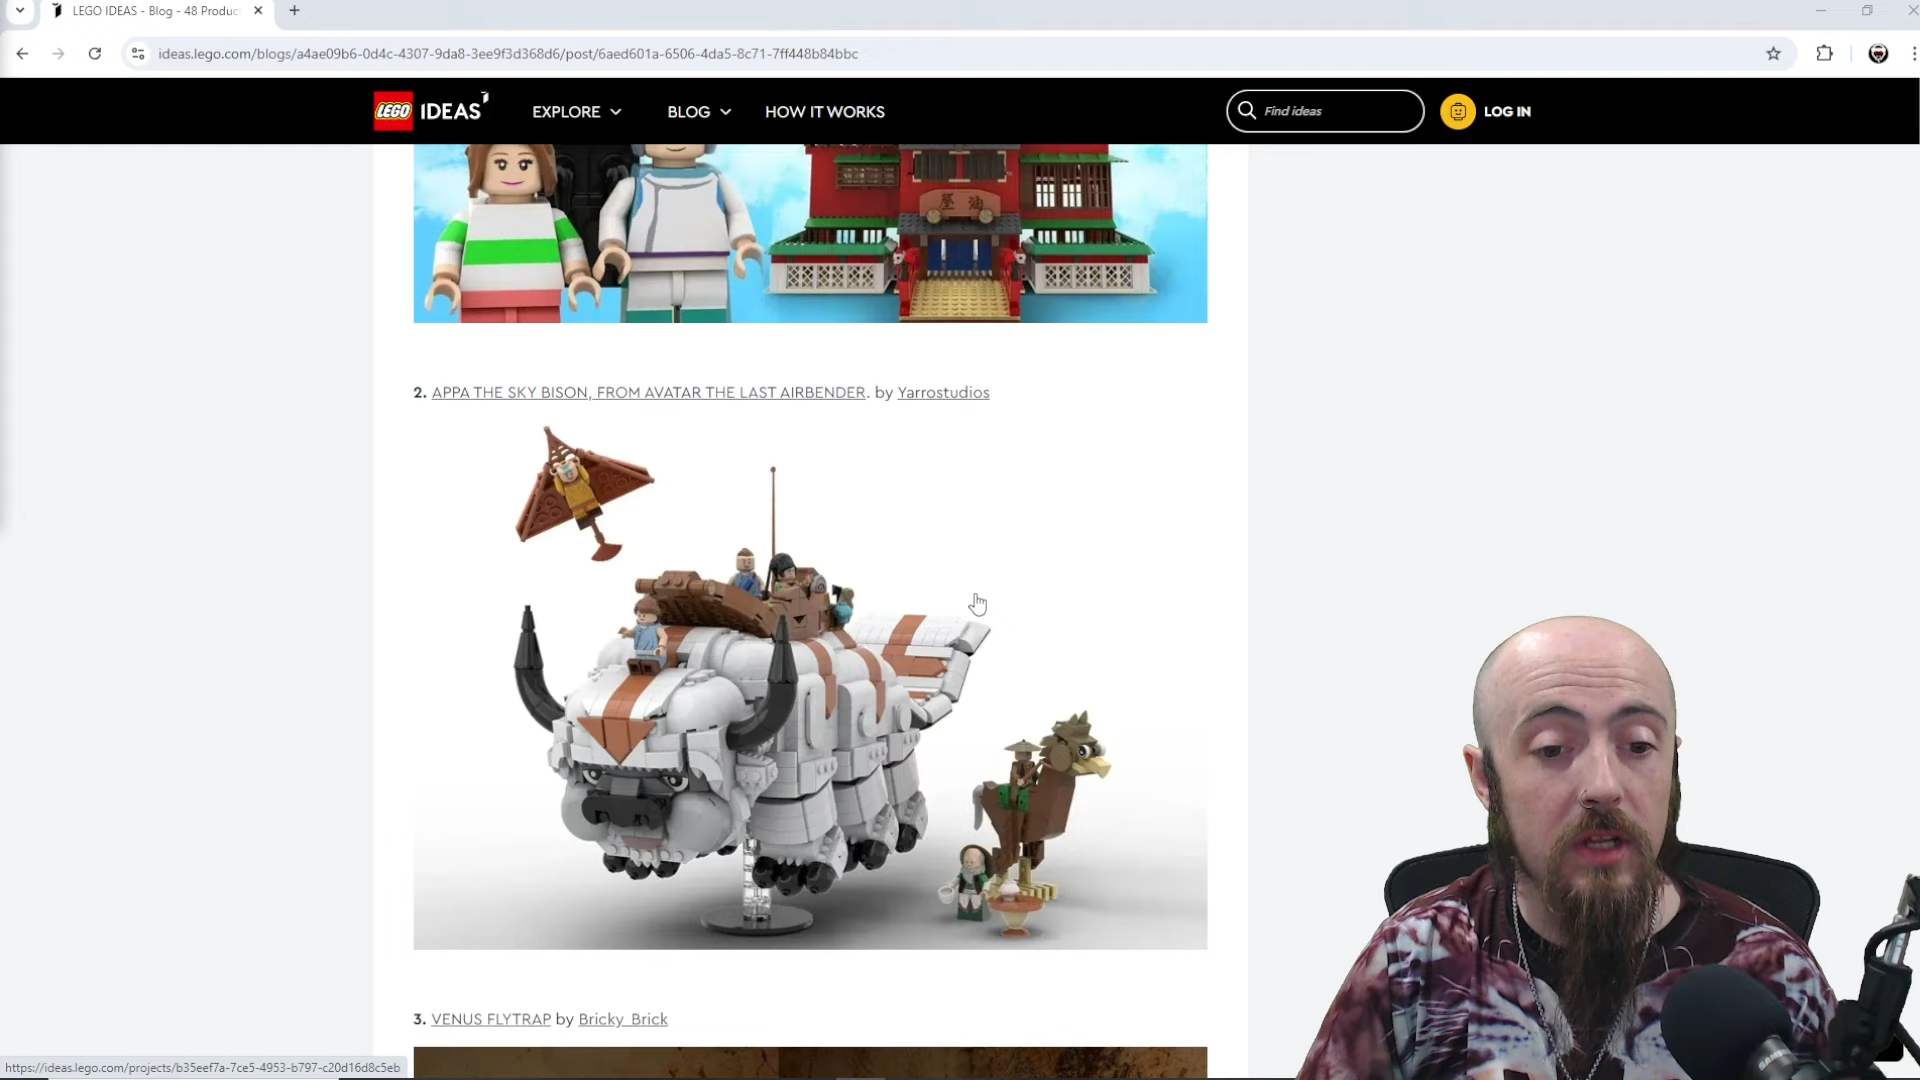 LEGO IDEAS - Blog - 48 Produc
ideas.lego.com/blogs/a4ae09b6-0d4c-4307-9da8-3ee9f3d368d6/post/6aed601a-6506-4da5-8c71-7ff448b84bbc
LEGO IDEAS EXPLORE BLOG HOW IT WORKS Find ideas LOG IN
屋 油
2. APPA THE SKY BISON, FROM AVATAR THE LAST AIRBENDER. by Yarrostudios
3. VENUS FLYTRAP by Bricky_Brick
https://ideas.lego.com/projects/b35eef7a-7ce5-4953-b797-c20d16d8c5eb